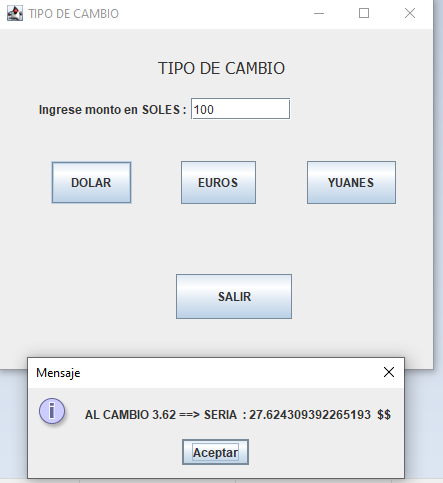 TIPO DE CAMBIO
TIPO DE CAMBIO
Ingrese monto en SOLES : 100
DOLAR EUROS YUANES
SALIR
Mensaje
AL CAMBIO 3.62 ==> SERIA : 27.624309392265193 $$
Aceptar